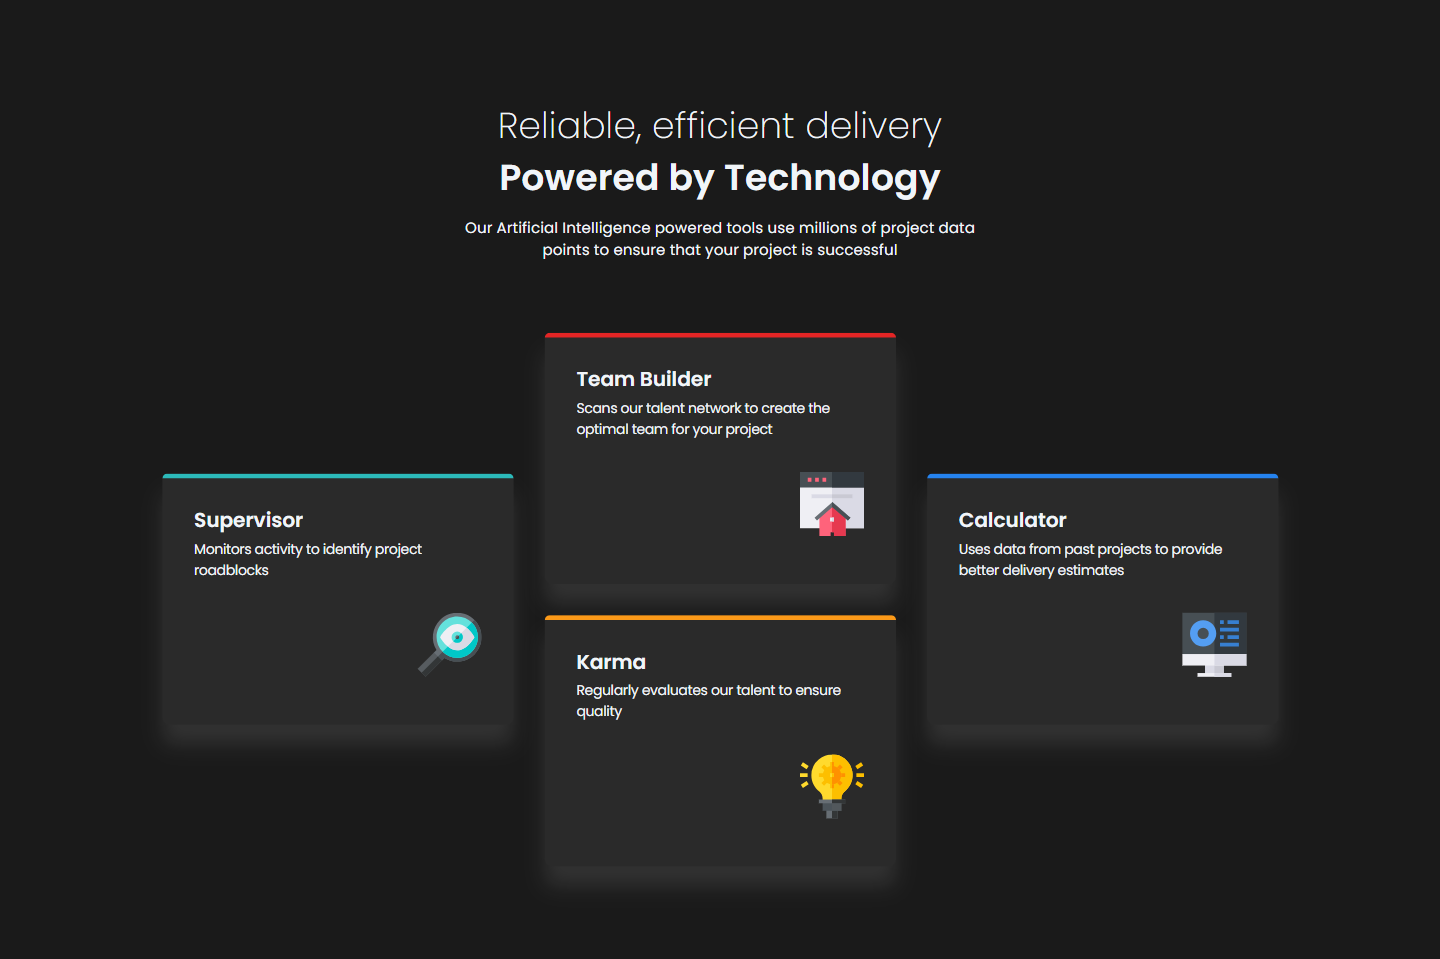 Reliable, efficient delivery
Powered by Technology
Our Artificial Intelligence powered tools use millions of project data
points to ensure that your project is successful
Supervisor
Monitors activity to identify project
roadblocks
Team Builder
Scans our talent network to create the
optimal team for your project
Karma
Regularly evaluates our talent to ensure
quality
Calculator
Uses data from past projects to provide
better delivery estimates